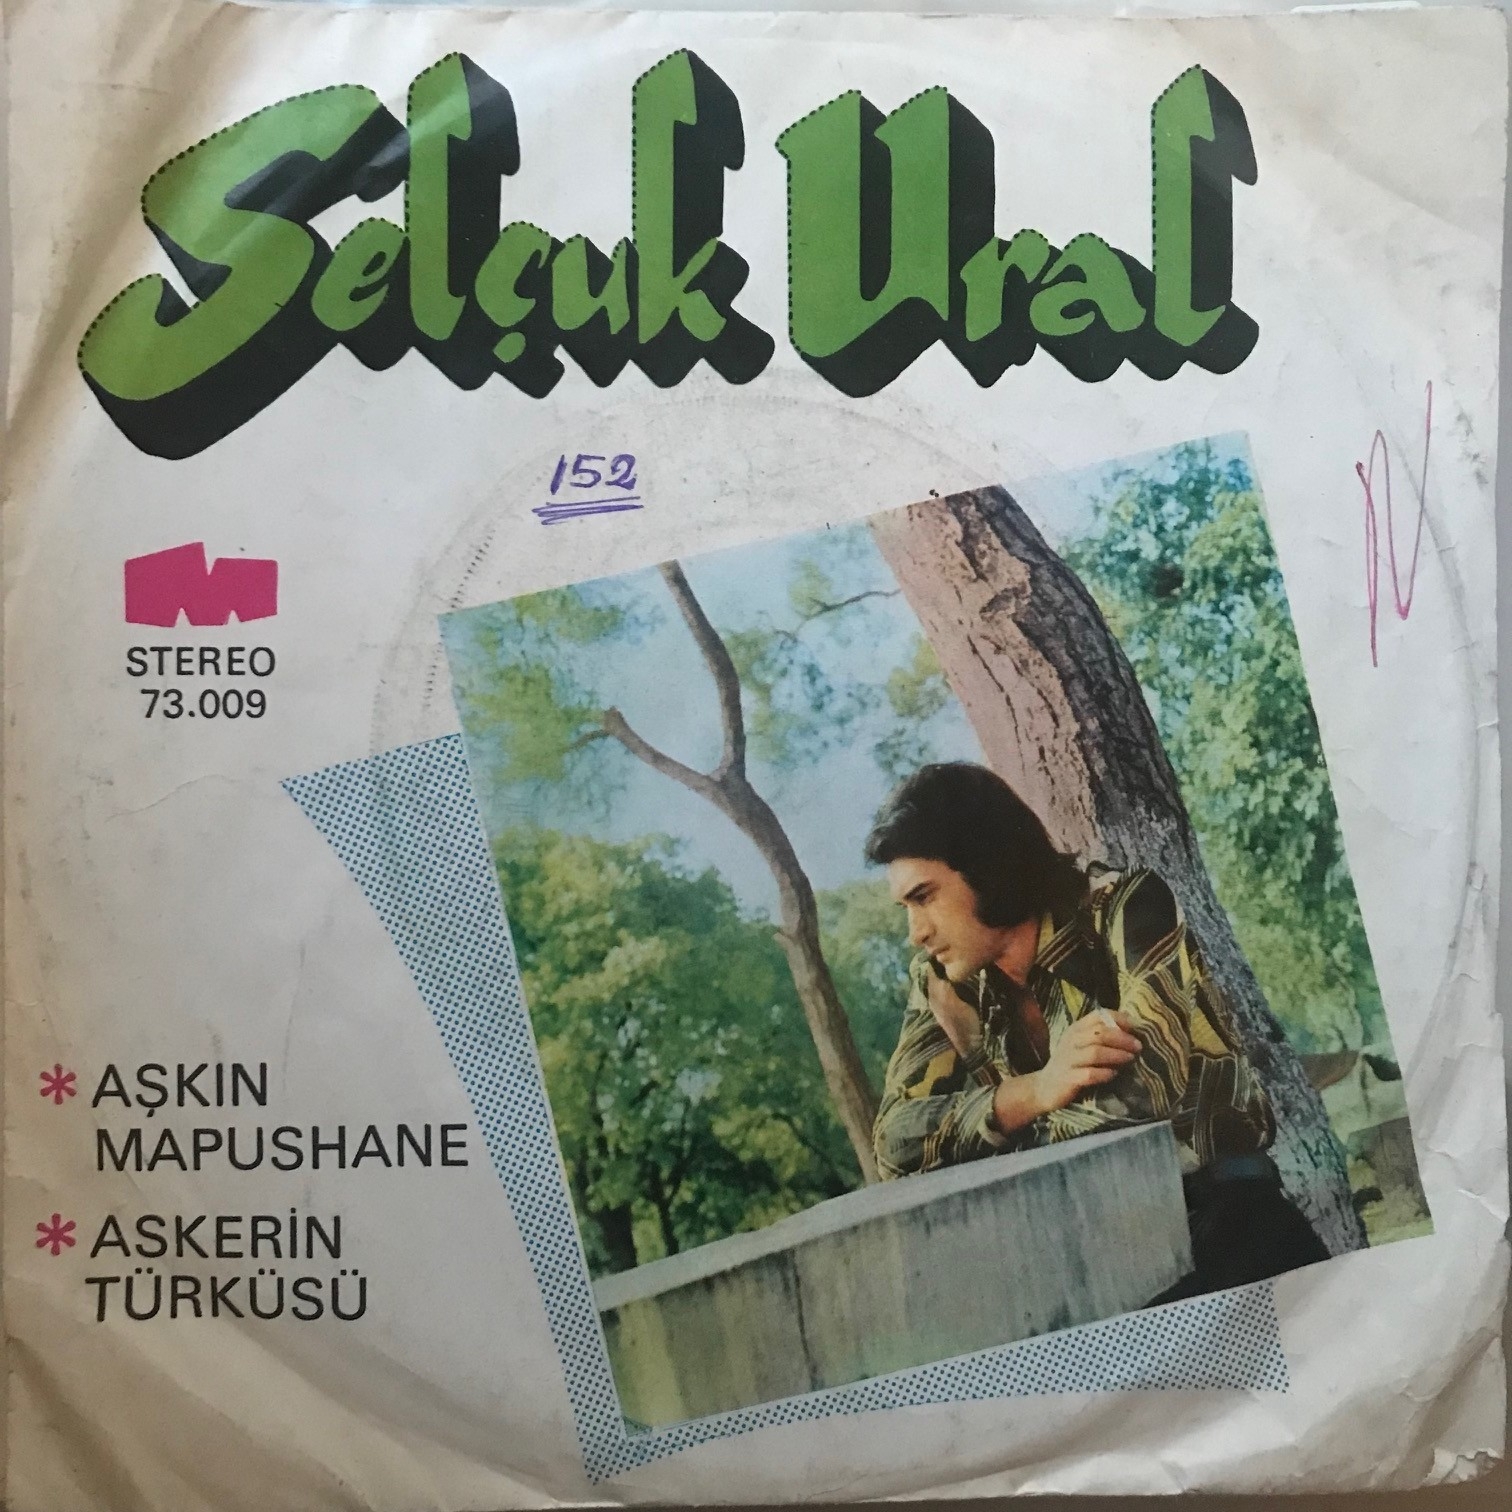 Selçuk Ural
152
STEREO
73.009
* AŞKIN
MAPUSHANE
* ASKERİN
TÜRKÜSÜ